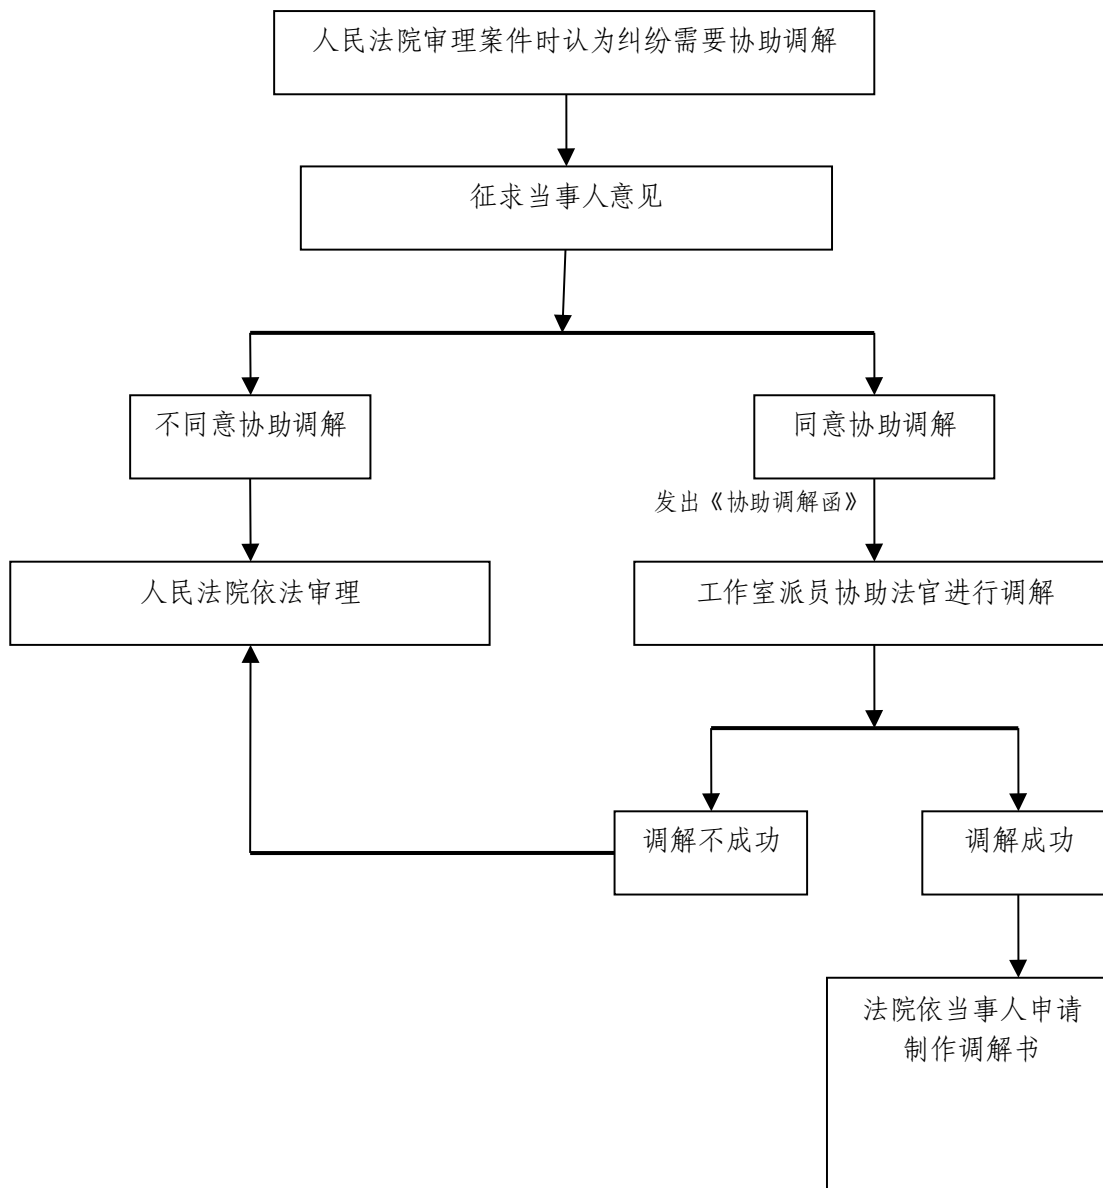 人民法院审理案件时认为纠纷需要协助调解
征求当事人意见
不同意协助调解
同意协助调解
发出《协助调解函》
人民法院依法审理
工作室派员协助法官进行调解
调解不成功
调解成功
法院依当事人申请
制作调解书